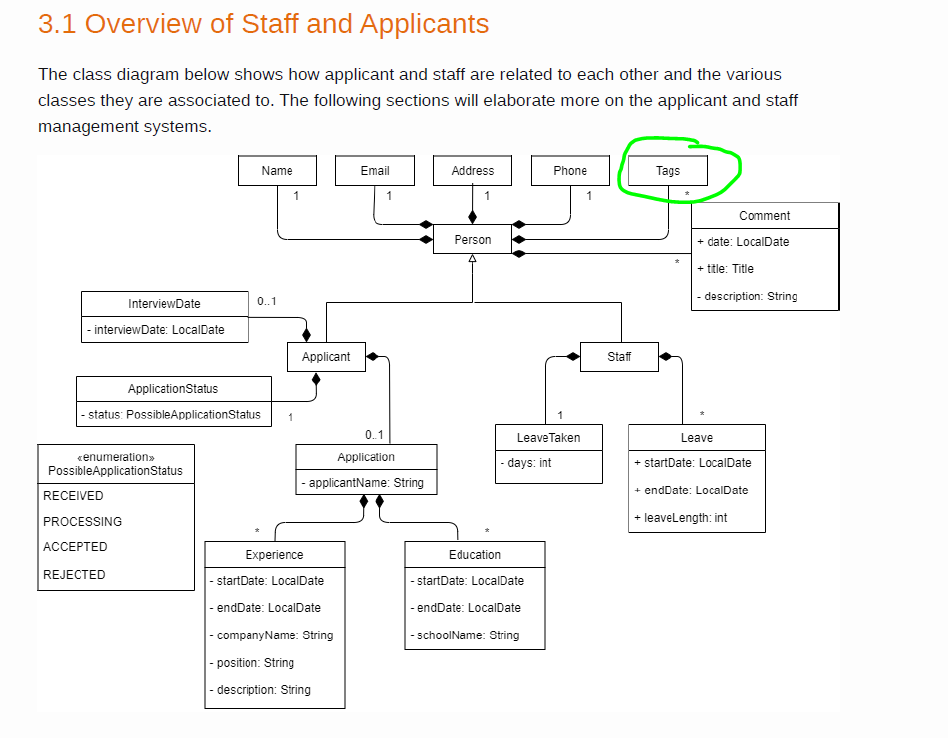 3.1 Overview of Staff and Applicants
The class diagram below shows how applicant and staff are related to each other and the various
classes they are associated to. The following sections will elaborate more on the applicant and staff
management systems.
Name
Email
Address
Phone
Tags
1
1
1
1
*
Comment
+ date: LocalDate
+ title: Title
- description: String
Person
*
InterviewDate
- interviewDate: LocalDate
0..1
Applicant
Staff
ApplicationStatus
- status: PossibleApplicationStatus
1
0..1
1
*
«enumeration»
PossibleApplicationStatus
RECEIVED
PROCESSING
ACCEPTED
REJECTED
Application
- applicantName: String
LeaveTaken
- days: int
Leave
+ startDate: LocalDate
+ endDate: LocalDate
+ leaveLength: int
*
*
Experience
- startDate: LocalDate
- endDate: LocalDate
- companyName: String
- position: String
- description: String
Education
- startDate: LocalDate
- endDate: LocalDate
- schoolName: String